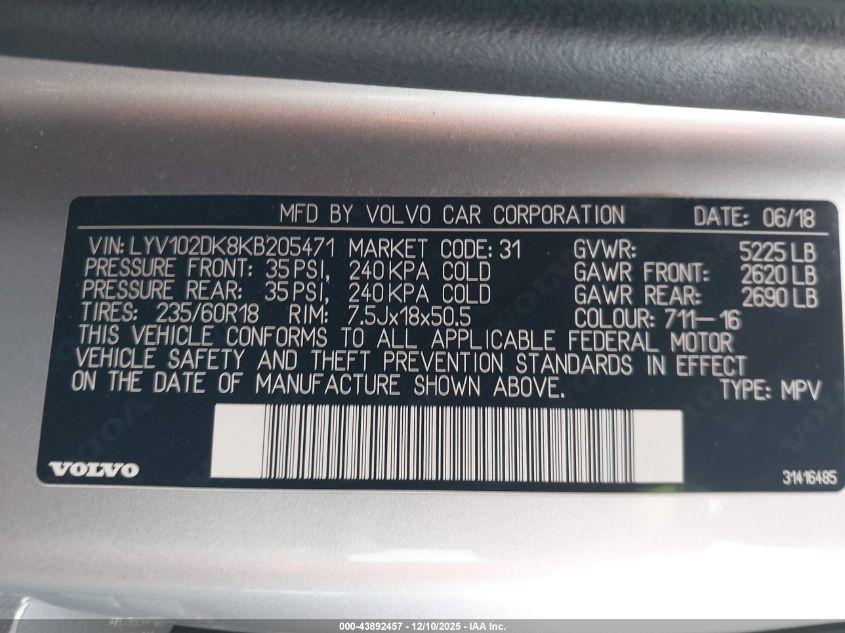 MFD BY VOLVO CAR CORPORATION DATE: 06/18
VIN: LYV102DK8KB205471 MARKET CODE: 31 GVWR: 5225 LB
PRESSURE FRONT: 35 PSI, 240 KPA COLD GAWR FRONT: 2620 LB
PRESSURE REAR: 35 PSI, 240 KPA COLD GAWR REAR: 2690 LB
TIRES: 235/60R18 RIM: 7.5Jx18x50.5 COLOUR: 711-16
THIS VEHICLE CONFORMS TO ALL APPLICABLE FEDERAL MOTOR
VEHICLE SAFETY AND THEFT PREVENTION STANDARDS IN EFFECT
ON THE DATE OF MANUFACTURE SHOWN ABOVE. TYPE: MPV
VOLVO
31416485
000-43892457 - 12/10/2025 - IAA Inc.